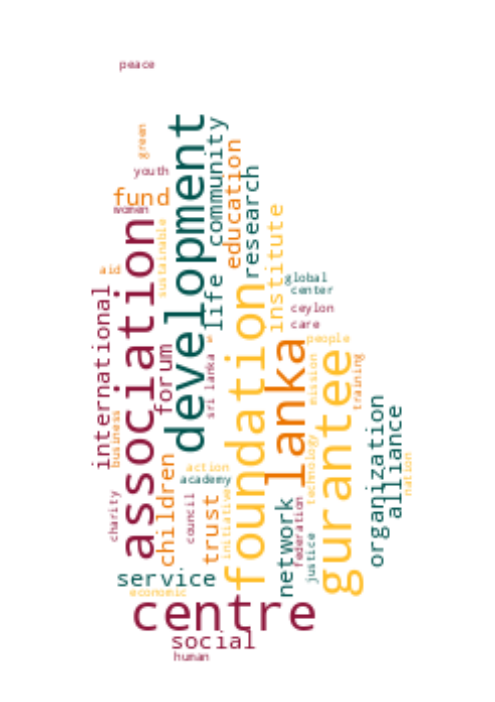 peace
green
youth
fund
women
development
community
education
research
sustainable
institute
association
aid
life
foundation
global
center
ceylon
care
international
forum
s
sri lanka
lanka
people
gurantee
mission
training
business
children
action
academy
organization
alliance
nation
technology
charity
council
trust
initiative
network
federation
justice
service
economic
centre
social
human